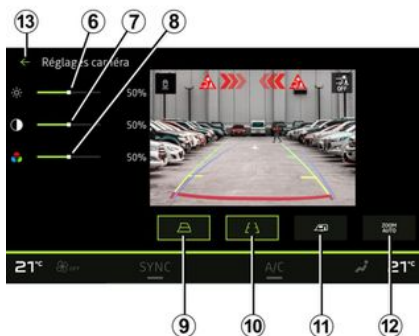 6 7 8
13
← Réglages caméra
OFF
50%
50%
50%
ZOOM
AUTO
21°C OFF SYNC A/C 21°C
9 10 11 12